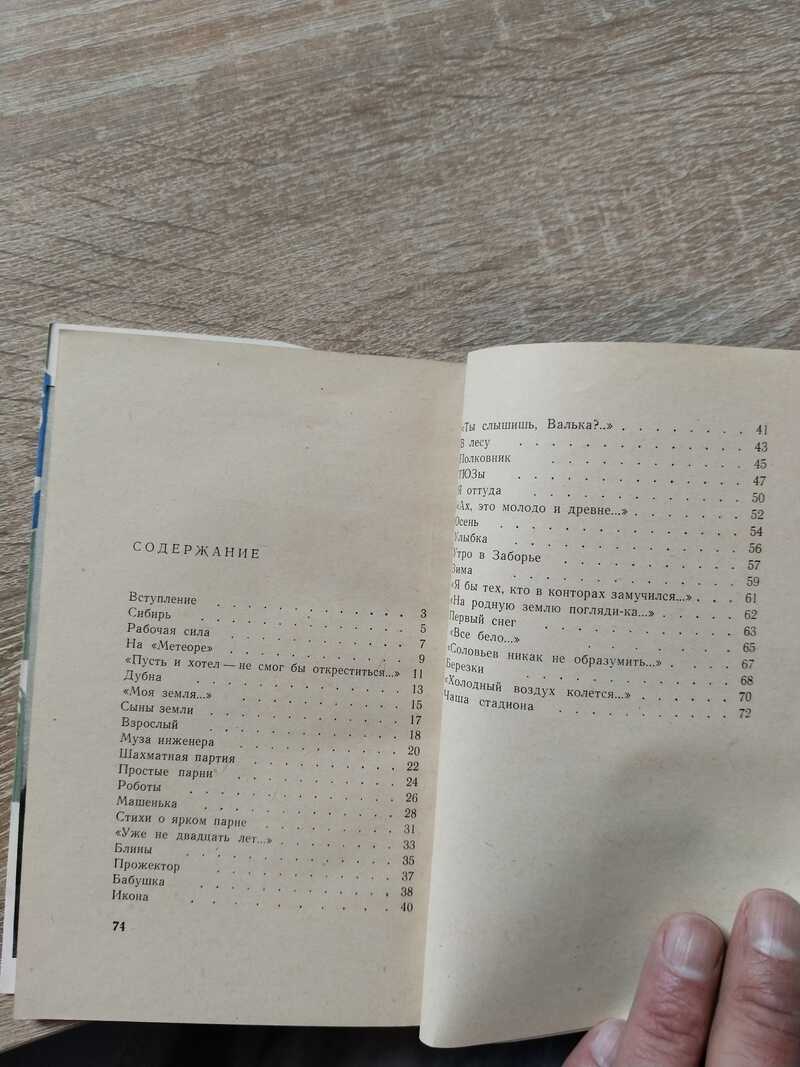 СОДЕРЖАНИЕ
Вступление . . . . . . . . . . 3
Сибирь . . . . . . . . . . 5
Рабочая сила . . . . . . . . . . 7
На «Метеоре» . . . . . . . . . . 9
«Пусть и хотел — не смог бы откреститься...» 11
Дубна . . . . . . . . . . 13
«Моя земля...» . . . . . . . . . . 15
Сыны земли . . . . . . . . . . 17
Взрослый . . . . . . . . . . 18
Муза инженера . . . . . . . . . . 20
Шахматная партия . . . . . . . . . . 22
Простые парни . . . . . . . . . . 24
Роботы . . . . . . . . . . 26
Машенька . . . . . . . . . . 28
Стихи о ярком парне . . . . . . . . . . 31
«Уже не двадцать лет...» . . . . . . . . . . 33
Блины . . . . . . . . . . 35
Прожектор . . . . . . . . . . 37
Бабушка . . . . . . . . . . 38
Икона . . . . . . . . . . 40
74
«Ты слышишь, Валька?..» . . . . . . . . . . 41
В лесу . . . . . . . . . . 43
Полковник . . . . . . . . . . 45
ТЮЗы . . . . . . . . . . 47
Я оттуда . . . . . . . . . . 50
«Ах, это молодо и древне...» . . . . . . . . . . 52
Осень . . . . . . . . . . 54
Улыбка . . . . . . . . . . 56
Утро в Заборье . . . . . . . . . . 57
Зима . . . . . . . . . . 59
«Я бы тех, кто в конторах замучился...» . . . 61
«На родную землю погляди-ка...» . . . . . . 62
Первый снег . . . . . . . . . . 63
«Все бело...» . . . . . . . . . . 65
«Соловьев никак не образумить...» . . . . . . 67
Березки . . . . . . . . . . 68
«Холодный воздух колется...» . . . . . . . . 70
Чаша стадиона . . . . . . . . . . 72